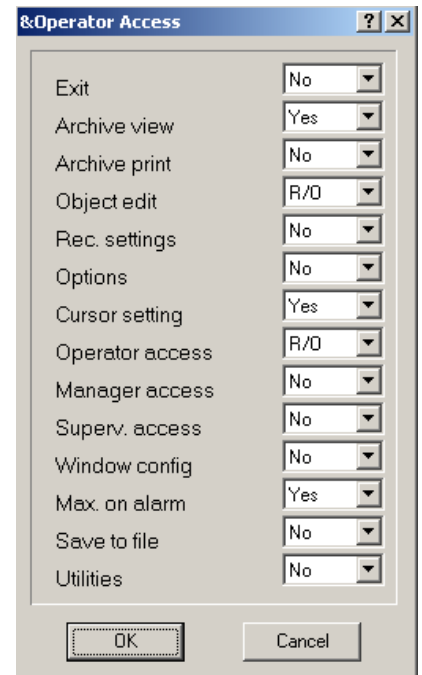 &Operator Access
Exit No
Archive view Yes
Archive print No
Object edit R/O
Rec. settings No
Options No
Cursor setting Yes
Operator access R/O
Manager access No
Superv. access No
Window config No
Max. on alarm Yes
Save to file No
Utilities No
OK Cancel